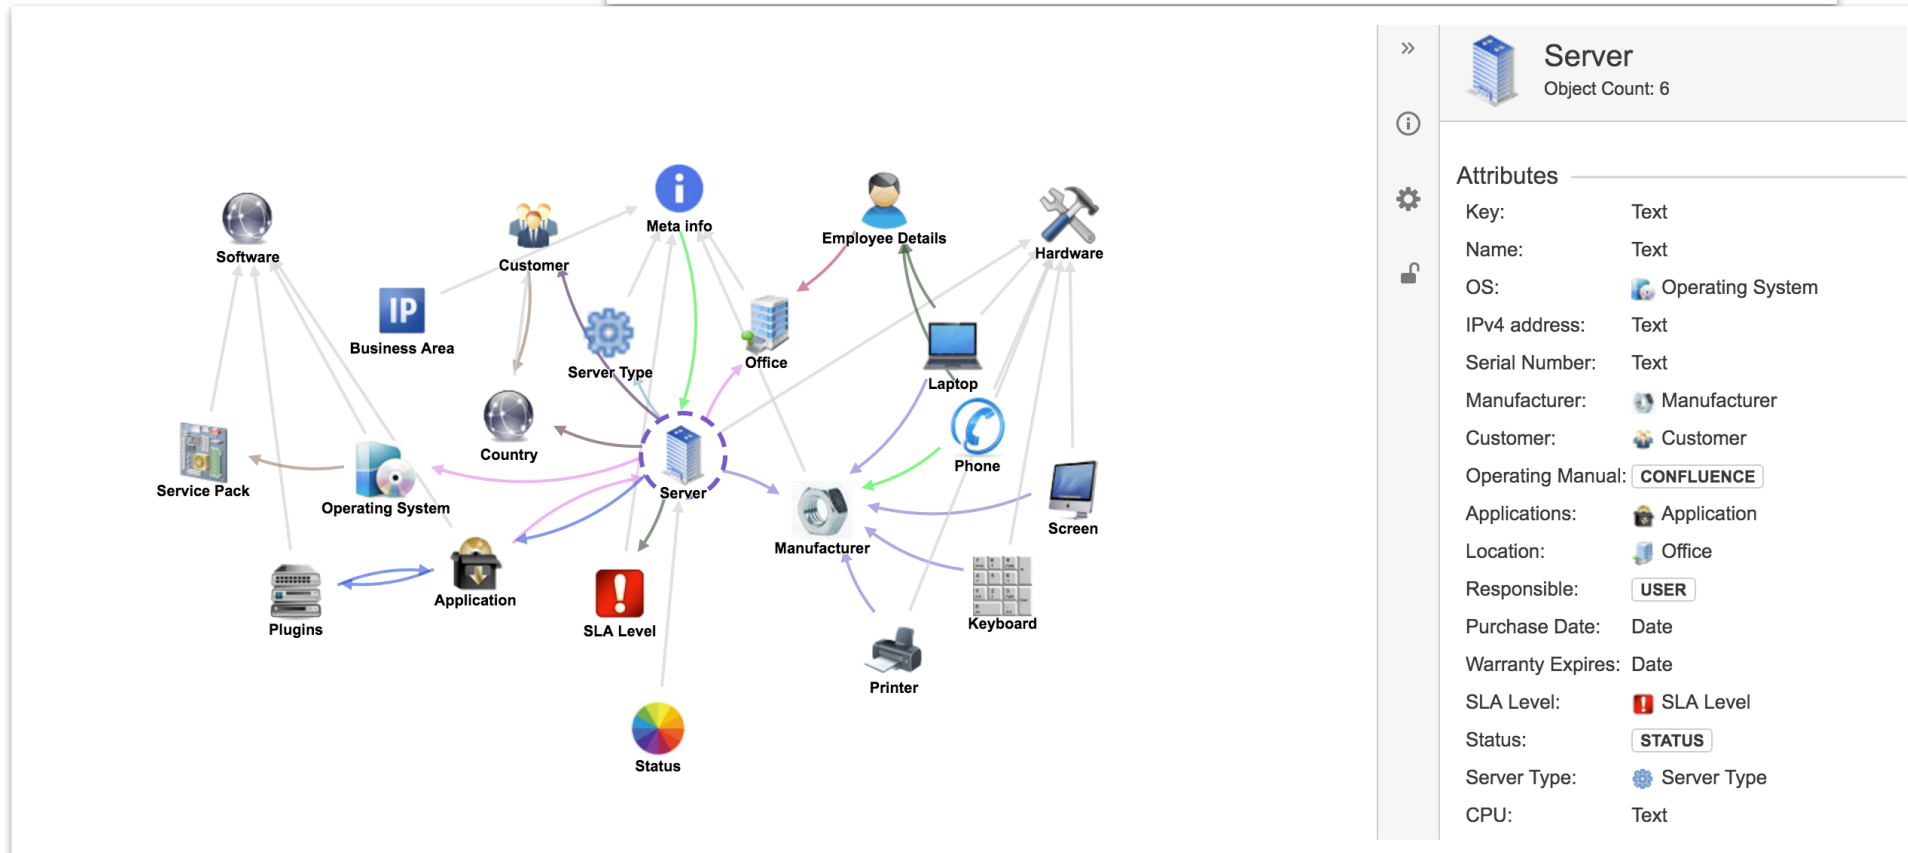 Server
Object Count: 6
Attributes
Key: Text
Name: Text
OS: Operating System
IPv4 address: Text
Serial Number: Text
Manufacturer: Manufacturer
Customer: Customer
Operating Manual: CONFLUENCE
Applications: Application
Location: Office
Responsible: USER
Purchase Date: Date
Warranty Expires: Date
SLA Level: SLA Level
Status: STATUS
Server Type: Server Type
CPU: Text
Software
Customer
Meta info
Employee Details
Hardware
IP
Business Area
Server Type
Office
Laptop
Country
Phone
Service Pack
Operating System
Server
Manufacturer
Screen
Plugins
Application
SLA Level
Keyboard
Printer
Status